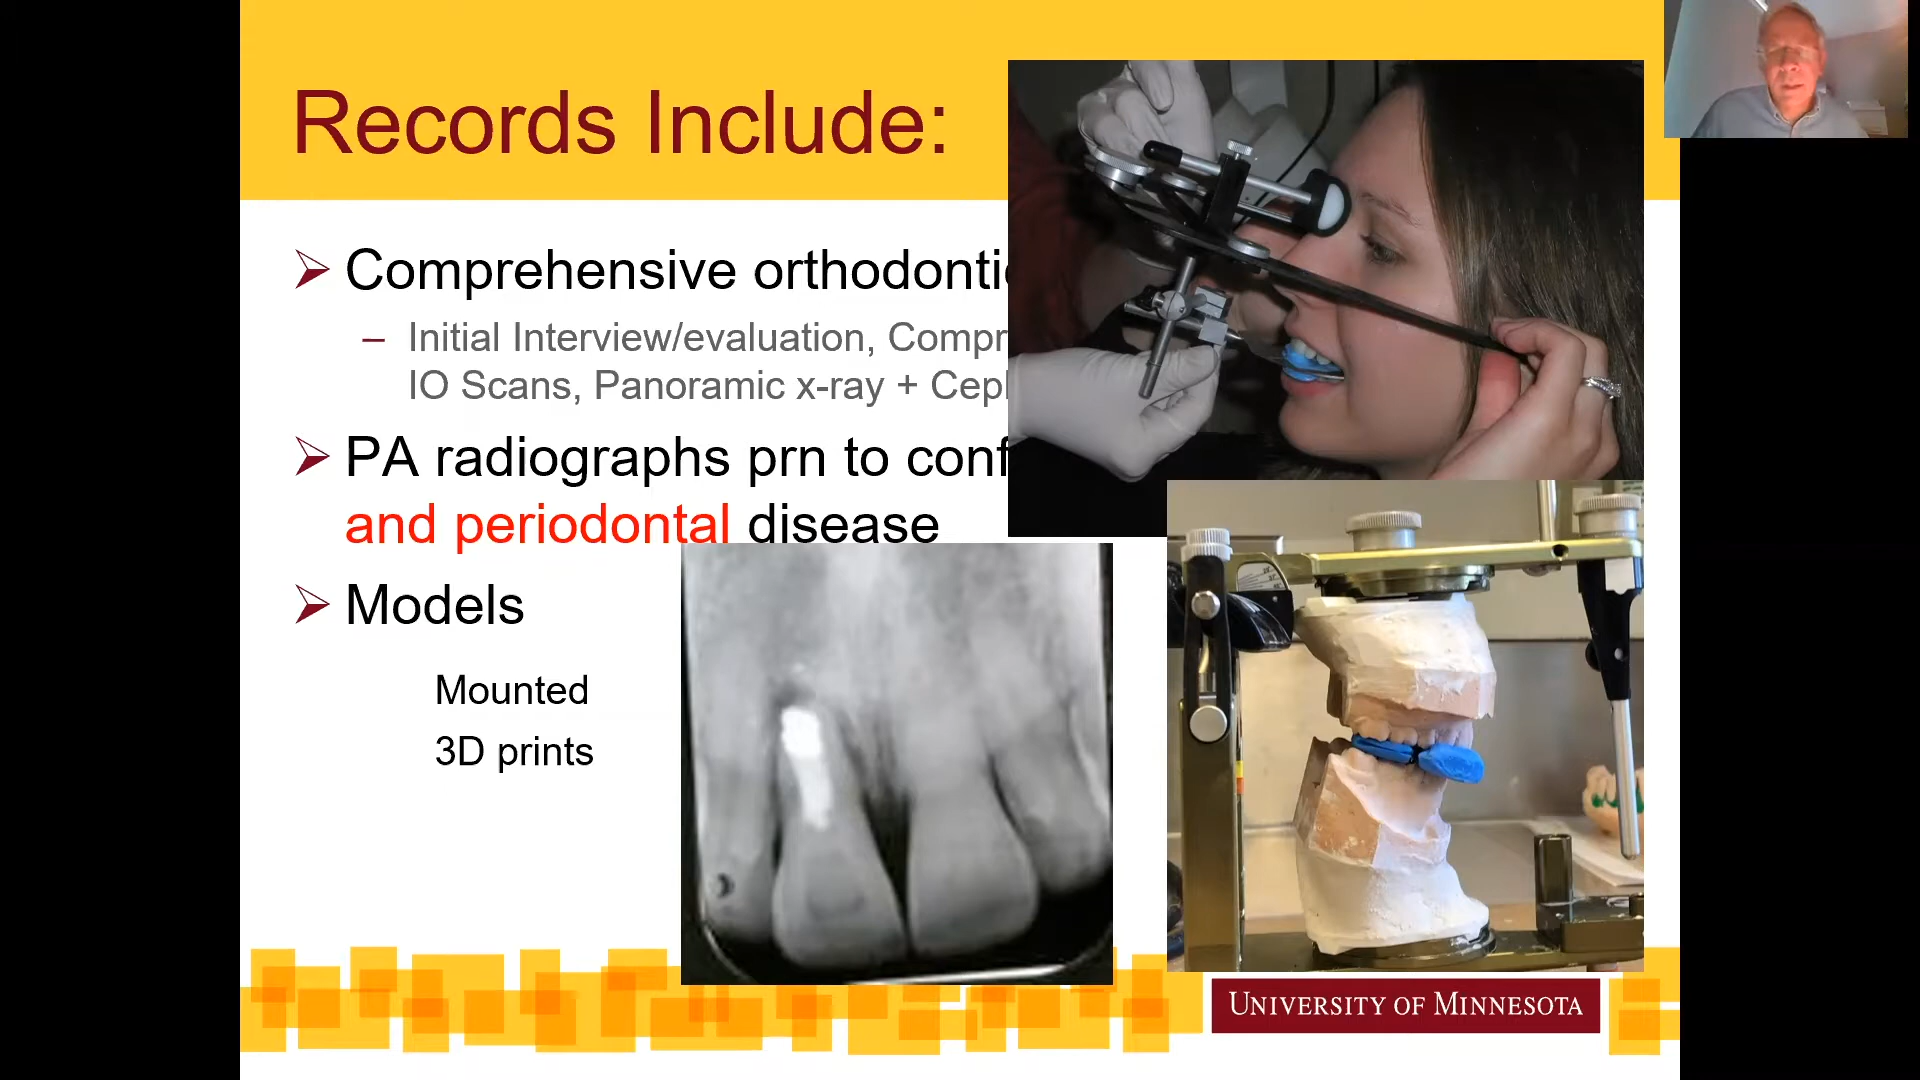 Records Include:
Comprehensive orthodonti
– Initial Interview/evaluation, Compr
IO Scans, Panoramic x-ray + Cep
PA radiographs prn to conf
and periodontal disease
Models
Mounted
3D prints
UNIVERSITY OF MINNESOTA